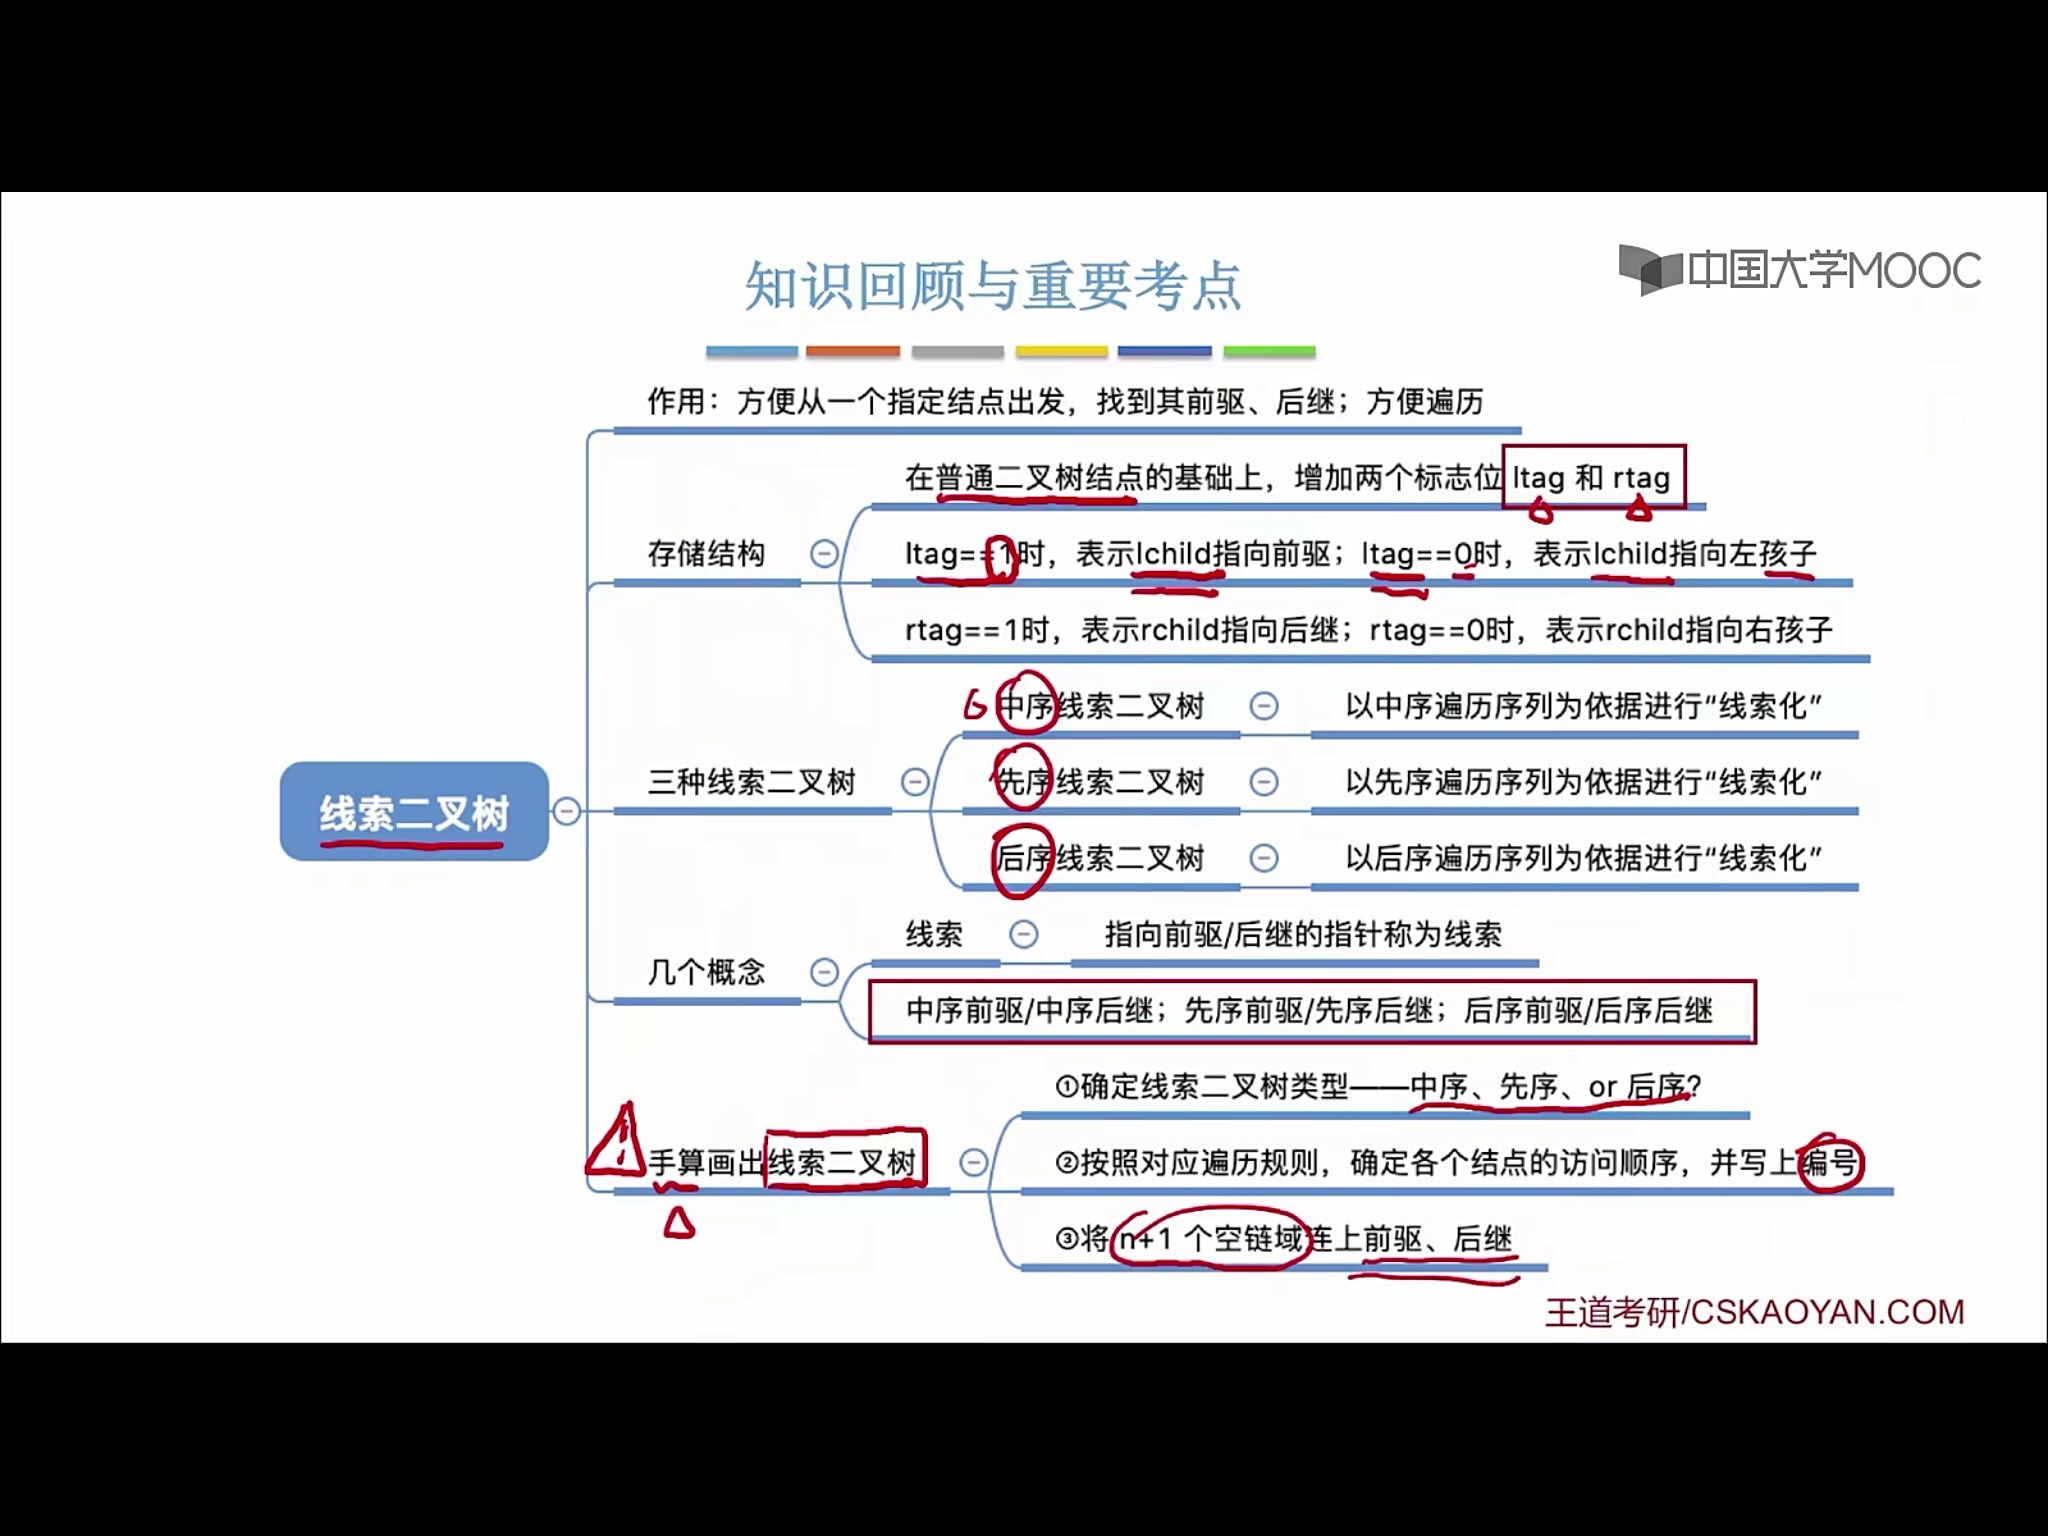 知识回顾与重要考点
中国大学MOOC
作用：方便从一个指定结点出发，找到其前驱、后继；方便遍历
在普通二叉树结点的基础上，增加两个标志位 ltag 和 rtag
存储结构
ltag==1时，表示lchild指向前驱；ltag==0时，表示lchild指向左孩子
rtag==1时，表示rchild指向后继；rtag==0时，表示rchild指向右孩子
中序线索二叉树
以中序遍历序列为依据进行“线索化”
三种线索二叉树
先序线索二叉树
以先序遍历序列为依据进行“线索化”
线索二叉树
后序线索二叉树
以后序遍历序列为依据进行“线索化”
线索
指向前驱/后继的指针称为线索
几个概念
中序前驱/中序后继；先序前驱/先序后继；后序前驱/后序后继
①确定线索二叉树类型——中序、先序、or 后序？
手算画出线索二叉树
②按照对应遍历规则，确定各个结点的访问顺序，并写上编号
③将 n+1 个空链域连上前驱、后继
王道考研/CSKAOYAN.COM